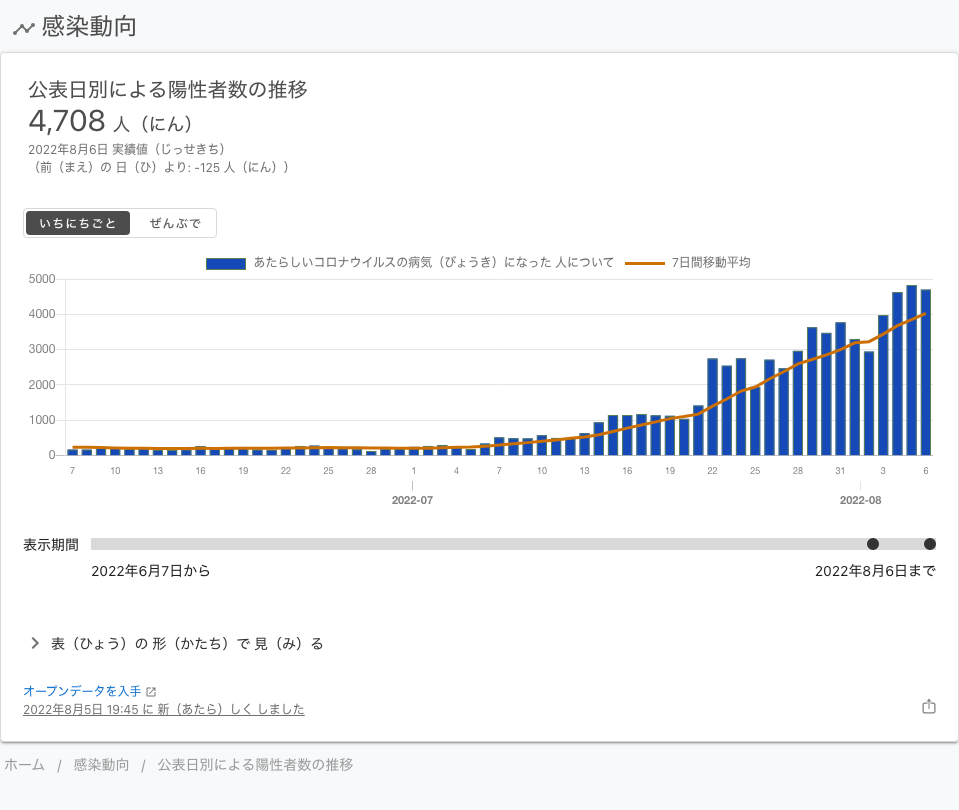 感染動向
公表日別による陽性者数の推移
4,708 人（にん）
2022年8月6日 実績値（じっせきち）
（前（まえ）の 日（ひ）より: -125 人（にん））
いちにちごと ぜんぶで
あたらしいコロナウイルスの病気（びょうき）になった 人について 7日間移動平均
5000
4000
3000
2000
1000
0
7 10 13 16 19 22 25 28 1 4 7 10 13 16 19 22 25 28 31 3 6
2022-07 2022-08
表示期間
2022年6月7日から 2022年8月6日まで
表（ひょう）の 形（かたち）で 見（み）る
オープンデータを入手
2022年8月5日 19:45 に 新（あたら）しく しました
ホーム / 感染動向 / 公表日別による陽性者数の推移